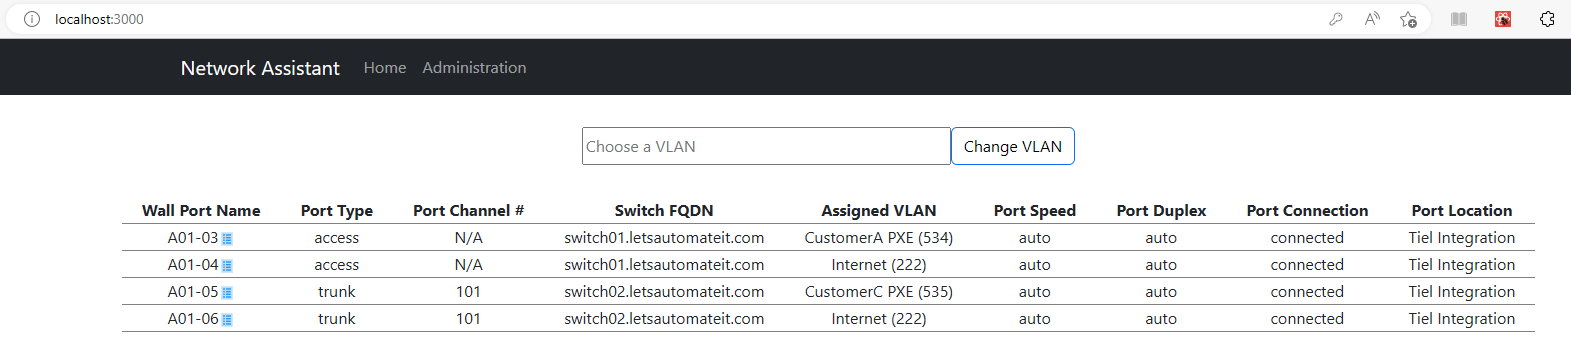 localhost:3000
Network Assistant Home Administration
Choose a VLAN Change VLAN
Wall Port Name Port Type Port Channel # Switch FQDN Assigned VLAN Port Speed Port Duplex Port Connection Port Location
A01-03 access N/A switch01.letsautomateit.com CustomerA PXE (534) auto auto connected Tiel Integration
A01-04 access N/A switch01.letsautomateit.com Internet (222) auto auto connected Tiel Integration
A01-05 trunk 101 switch02.letsautomateit.com CustomerC PXE (535) auto auto connected Tiel Integration
A01-06 trunk 101 switch02.letsautomateit.com Internet (222) auto auto connected Tiel Integration